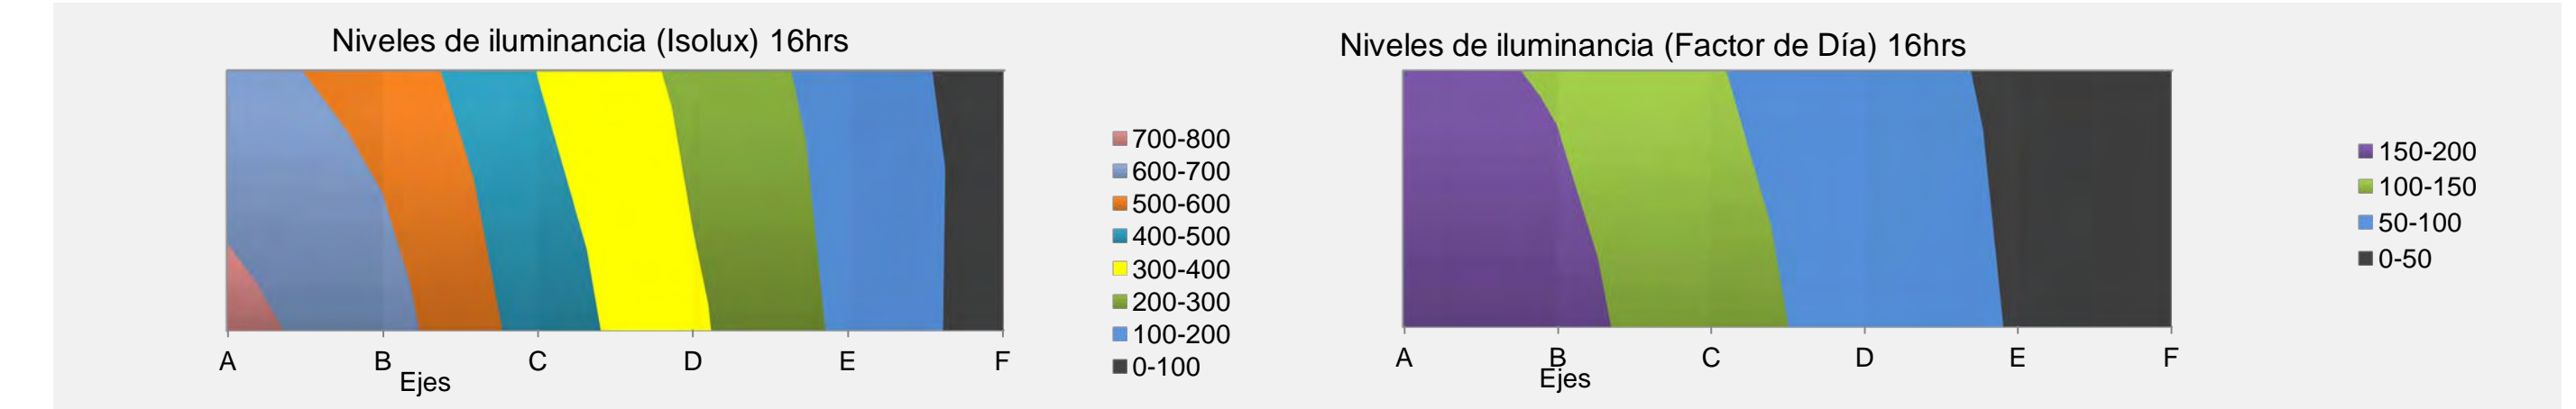 Niveles de iluminancia (Isolux) 16hrs
700-800
600-700
500-600
400-500
300-400
200-300
100-200
0-100
A B C D E F
Ejes
Niveles de iluminancia (Factor de Día) 16hrs
150-200
100-150
50-100
0-50
A B C D E F
Ejes